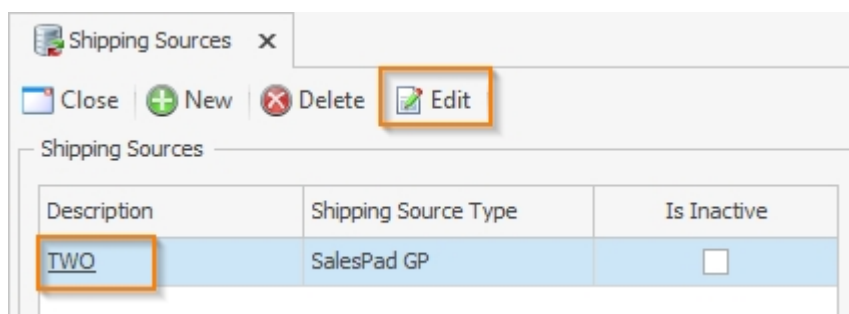 Shipping Sources
Close New Delete Edit
Shipping Sources
Description Shipping Source Type Is Inactive
TWO SalesPad GP